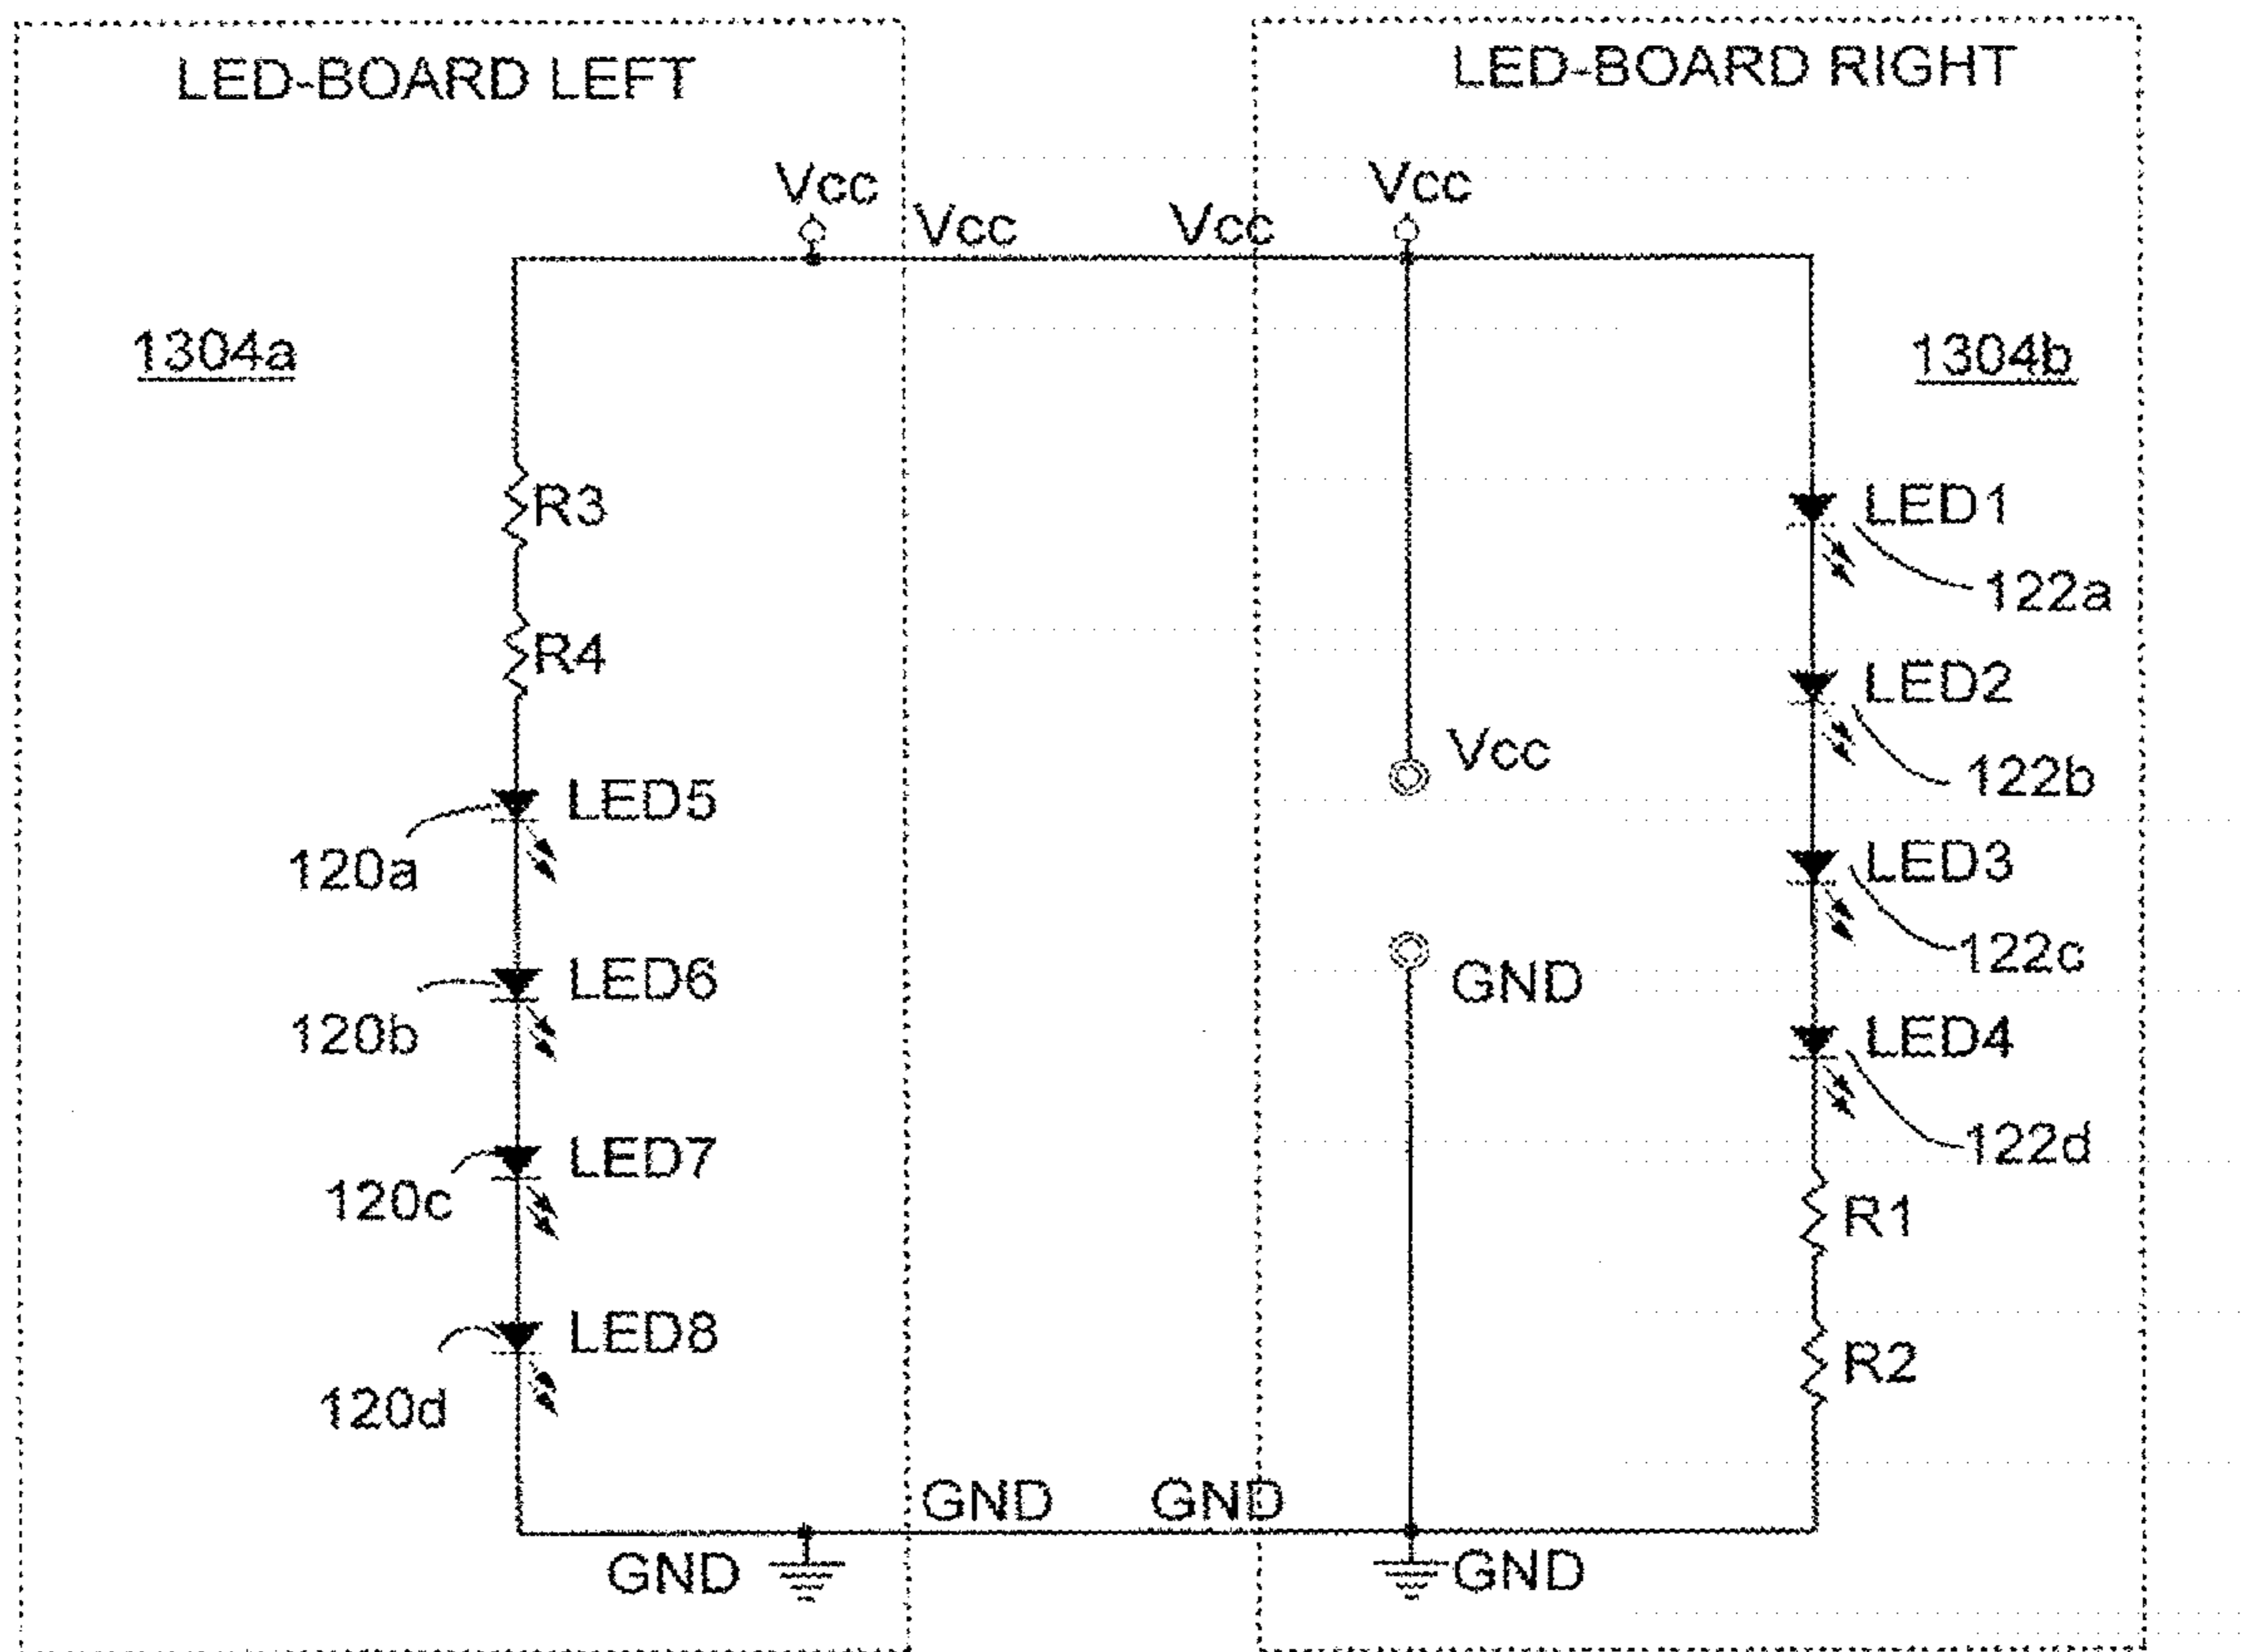 LED-BOARD LEFT
LED-BOARD RIGHT
Vcc
Vcc
Vcc
Vcc
1304a
1304b
R3
LED1
122a
R4
LED2
Vcc
122b
LED5
120a
LED3
122c
LED6
GND
120b
LED4
122d
LED7
120c
R1
LED8
R2
120d
GND
GND
GND
GND